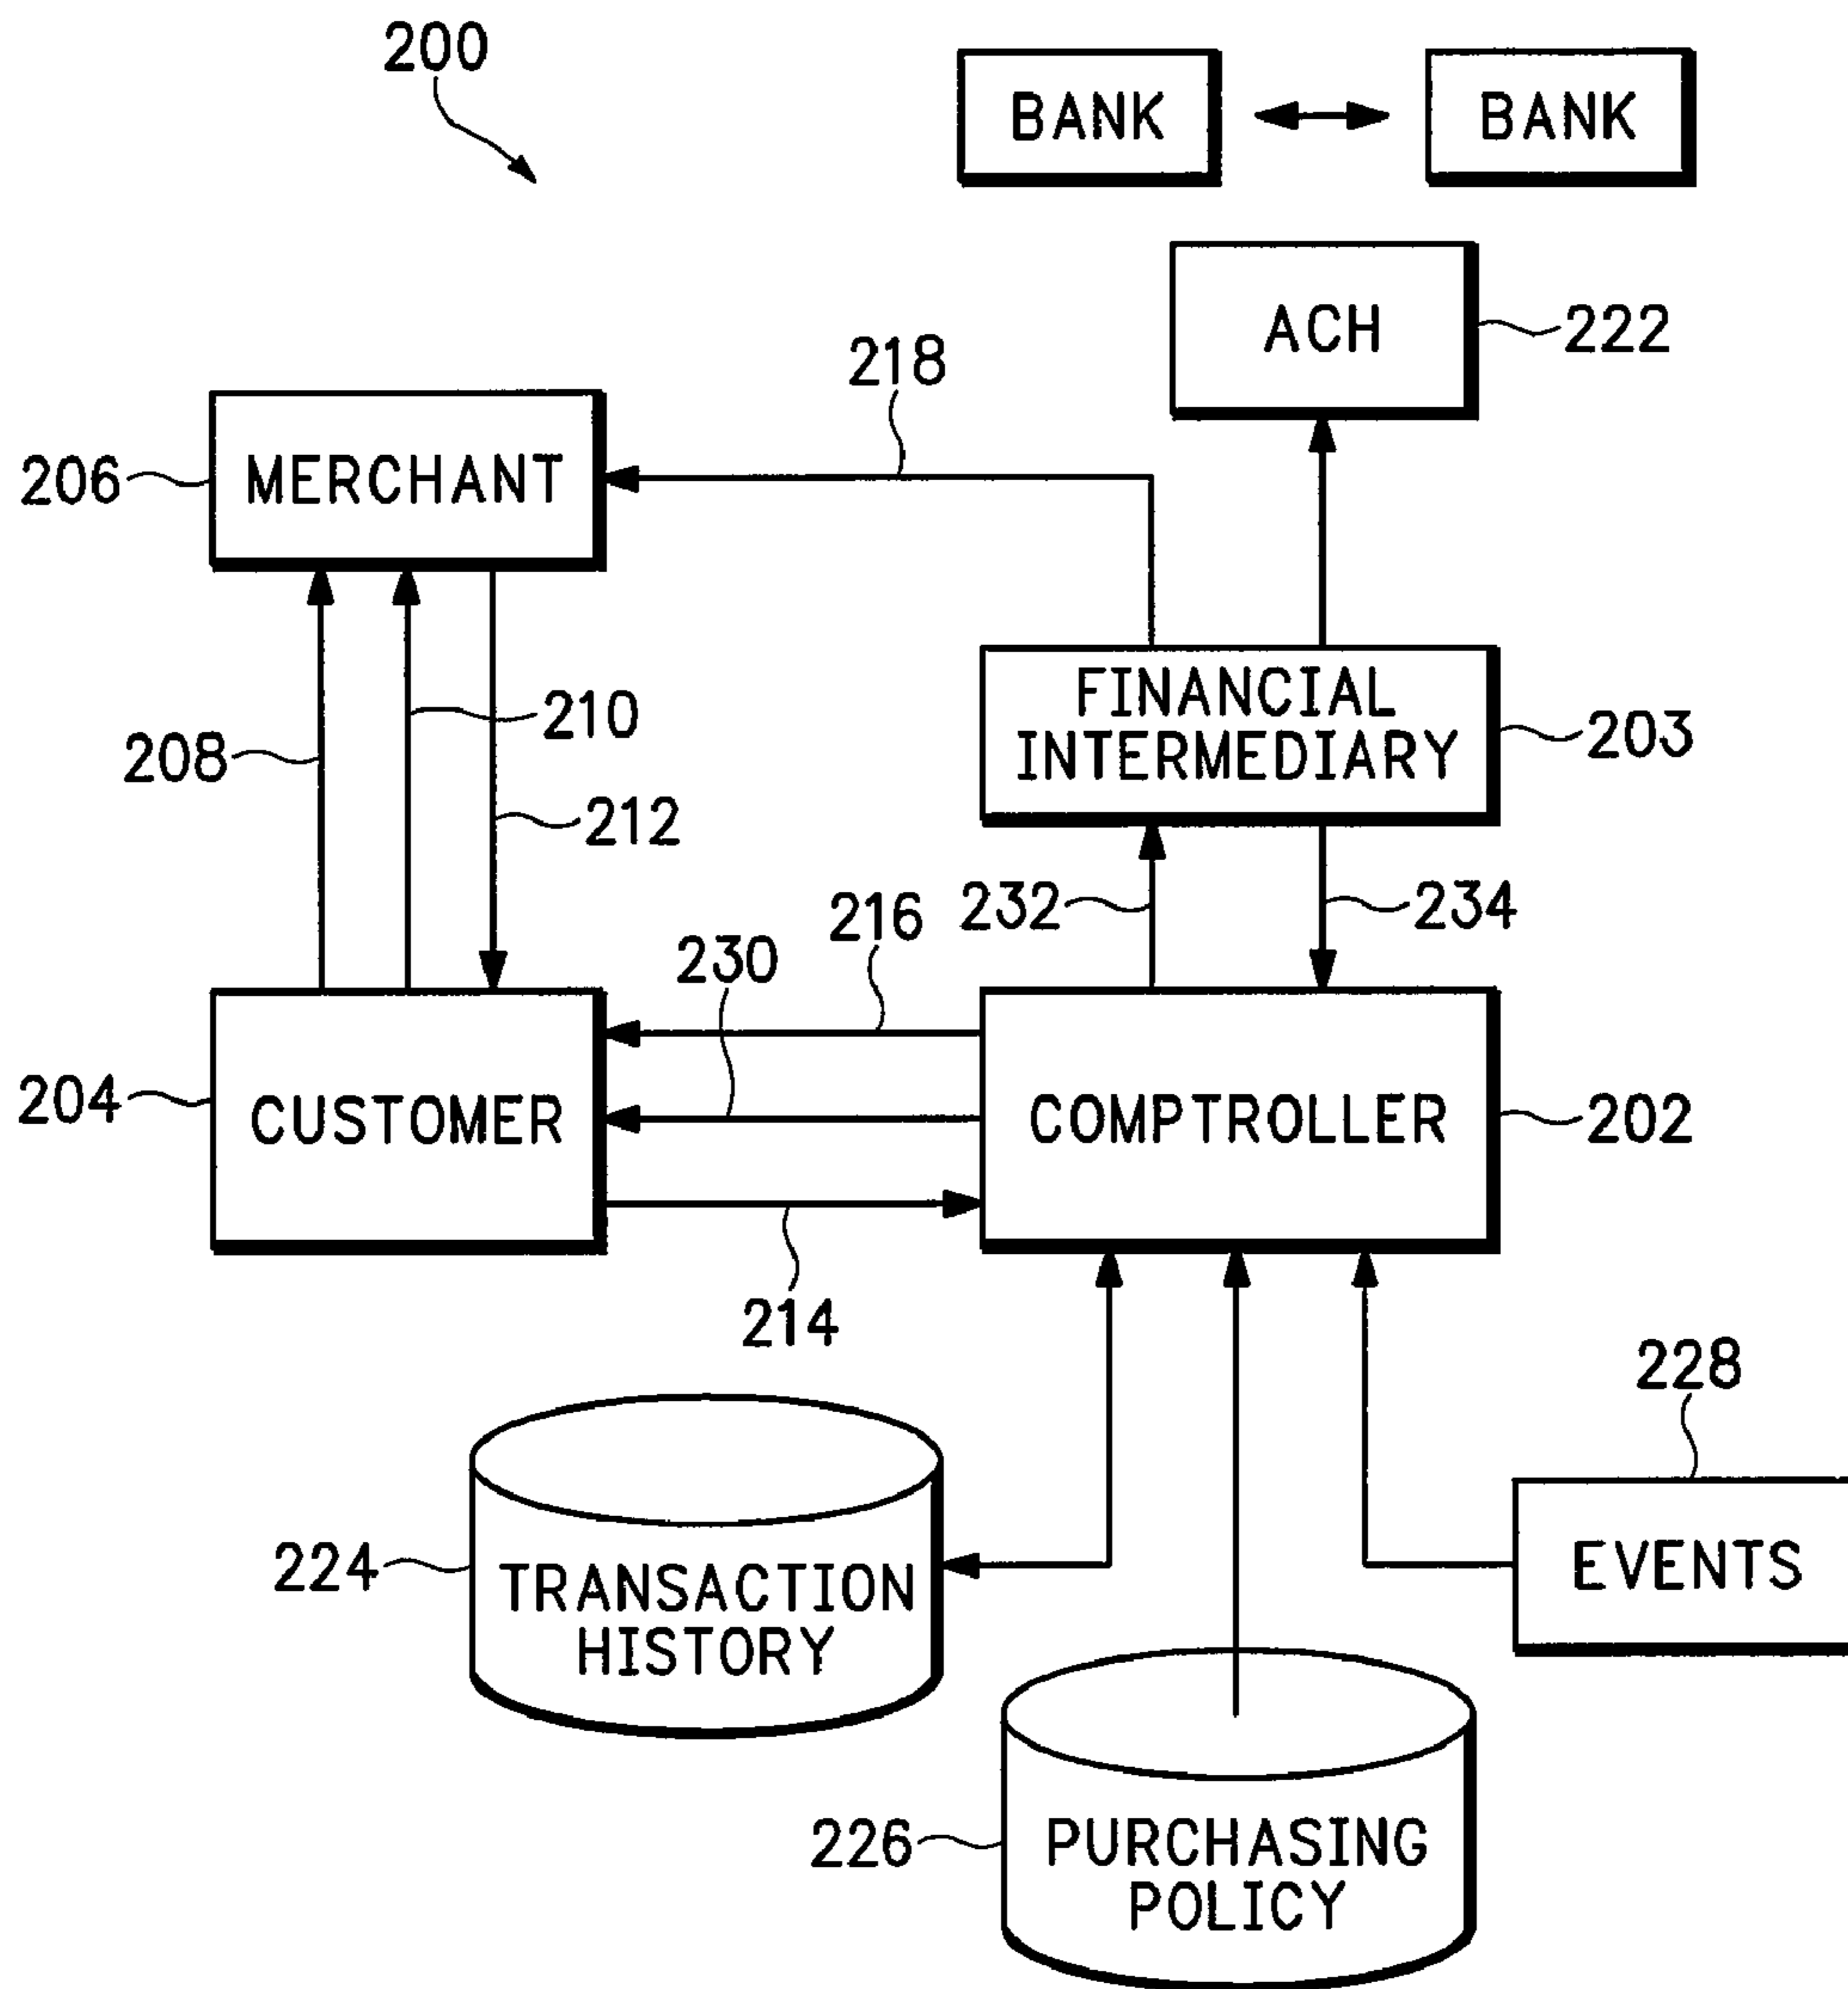 200
BANK
BANK
ACH
222
218
206
MERCHANT
210
208
212
FINANCIAL
INTERMEDIARY
203
216
232
234
230
204
CUSTOMER
COMPTROLLER
202
214
228
224
TRANSACTION
HISTORY
EVENTS
226
PURCHASING
POLICY